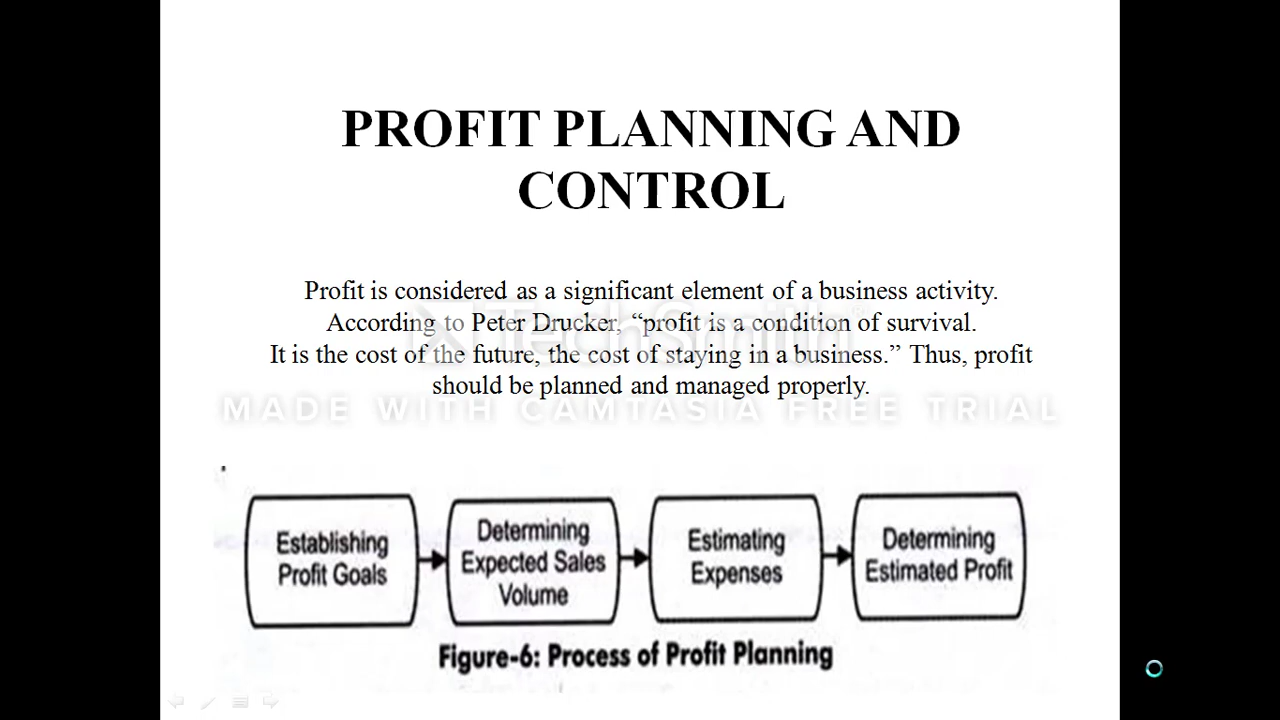 PROFIT PLANNING AND
CONTROL
Profit is considered as a significant element of a business activity.
According to Peter Drucker, “profit is a condition of survival.
It is the cost of the future, the cost of staying in a business.” Thus, profit
should be planned and managed properly.
TechSmith
MADE WITH CAMTASIA FREE TRIAL
Establishing
Profit Goals
Determining
Expected Sales
Volume
Estimating
Expenses
Determining
Estimated Profit
Figure-6: Process of Profit Planning